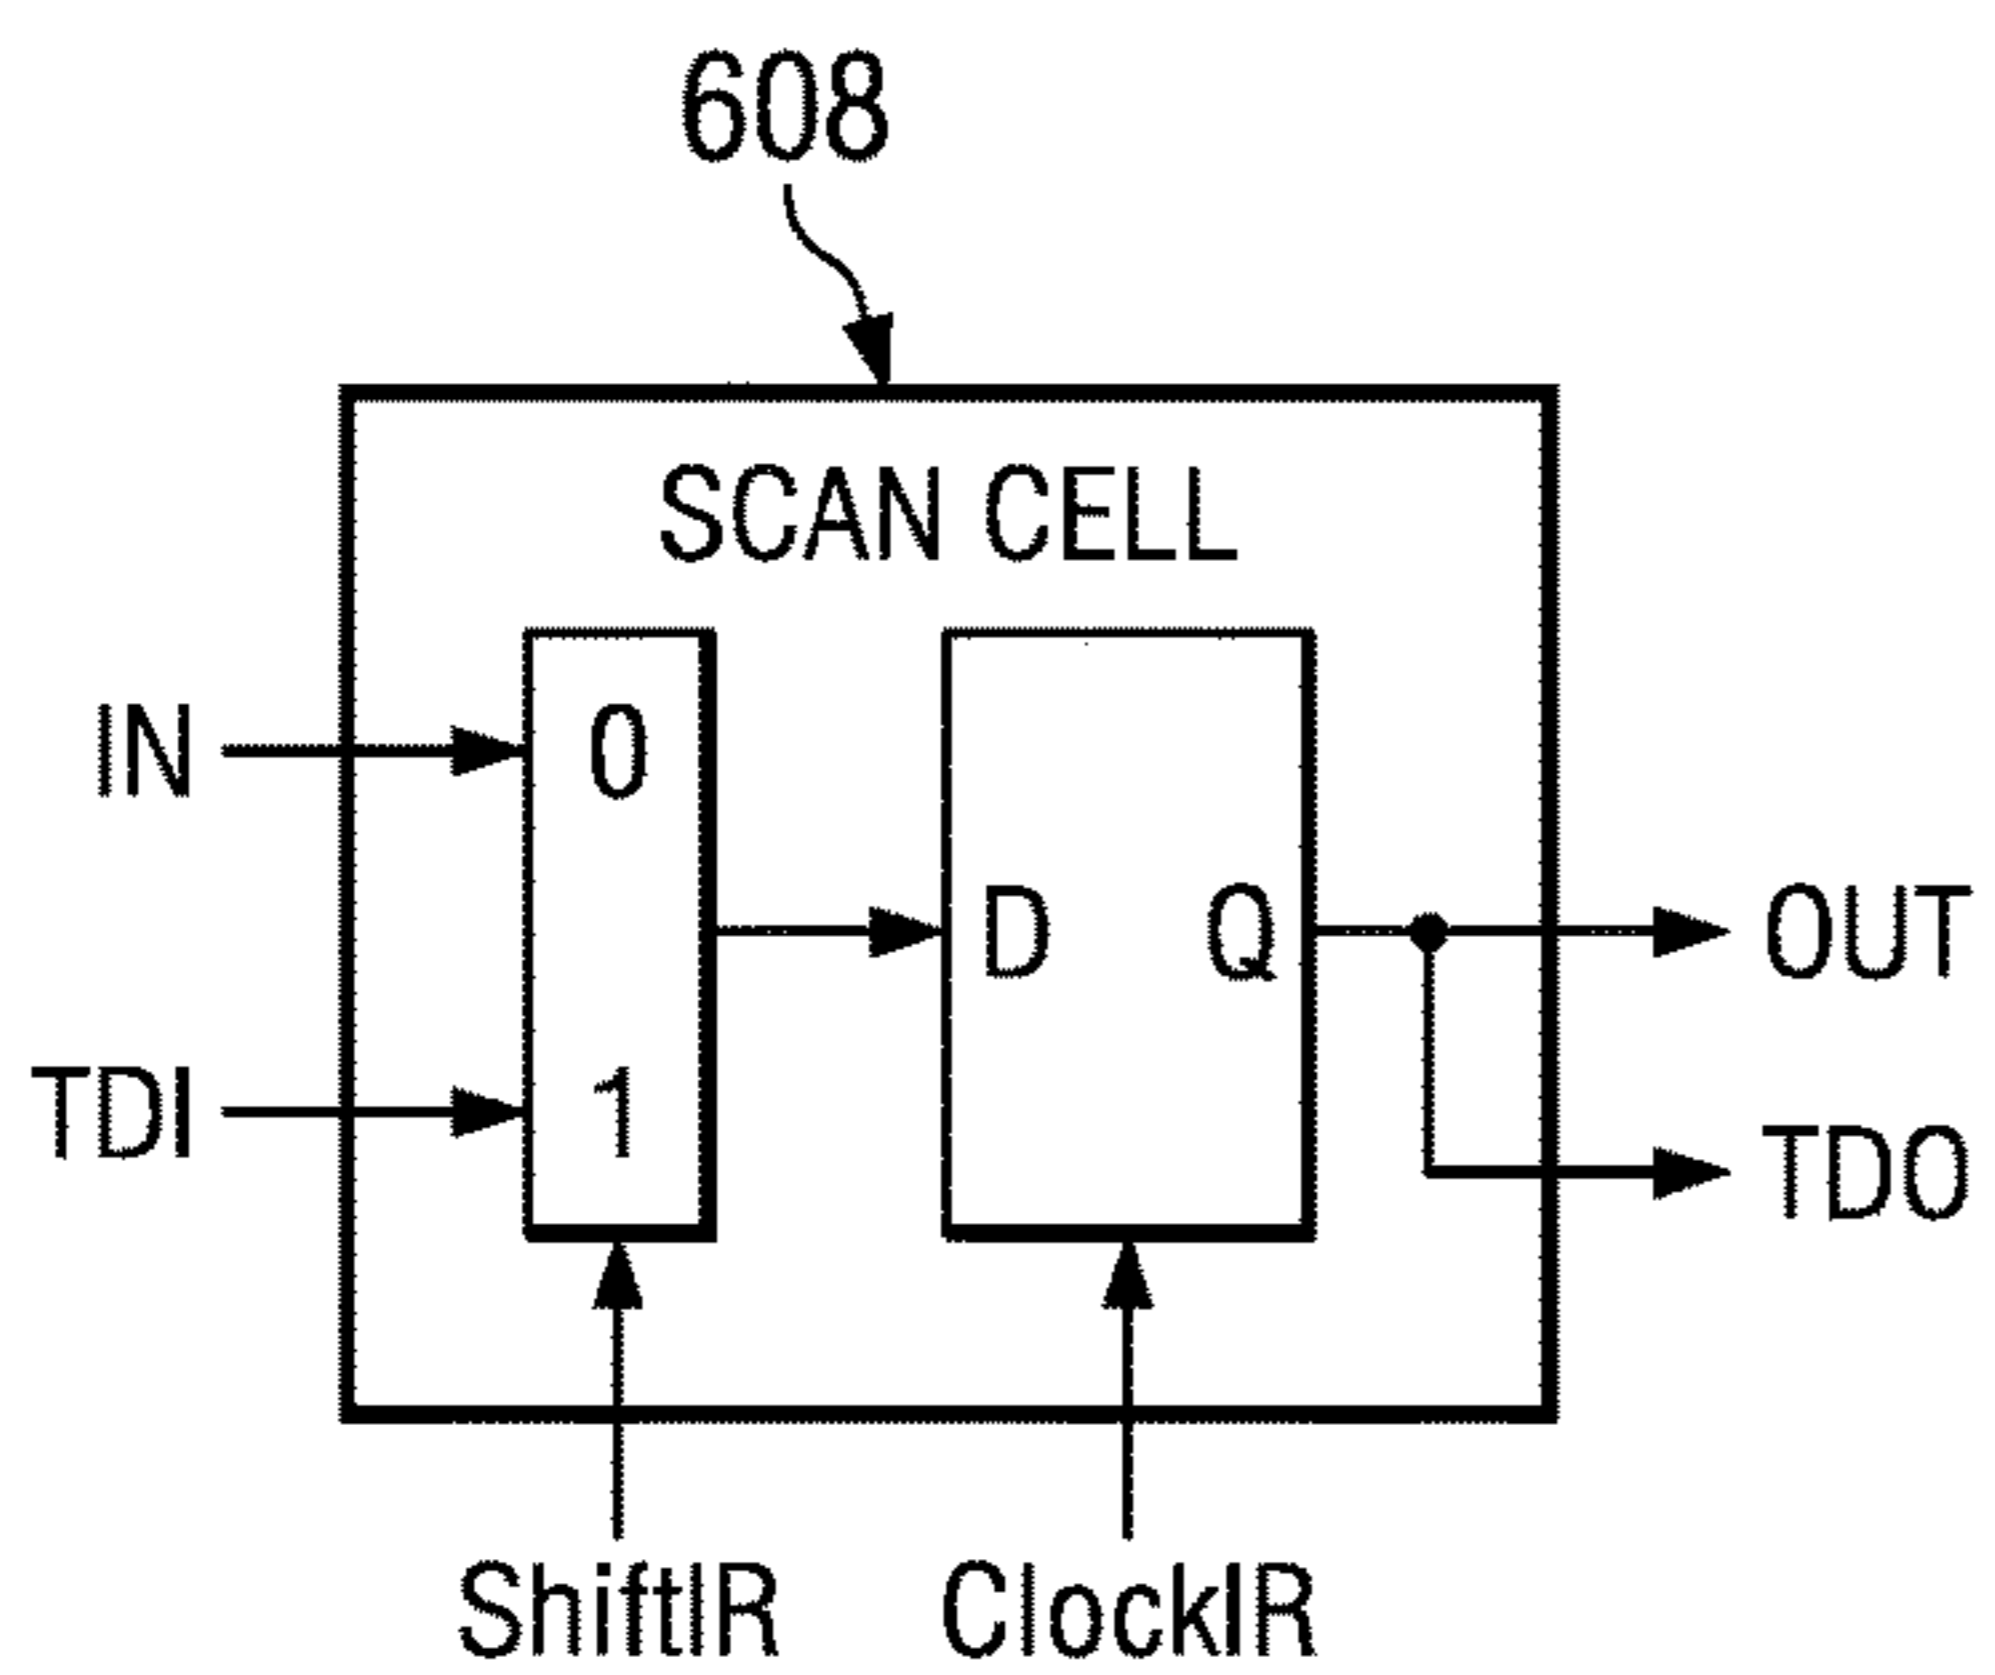 608
SCAN CELL
IN
0
D
Q
OUT
TDI
1
TDO
ShiftIR
ClockIR